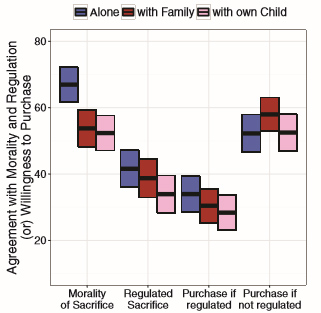 Alone with Family with own Child
Agreement with Morality and Regulation
(or) Willingness to Purchase
80
60
40
20
Morality
of Sacrifice
Regulated
Sacrifice
Purchase if
regulated
Purchase if
not regulated